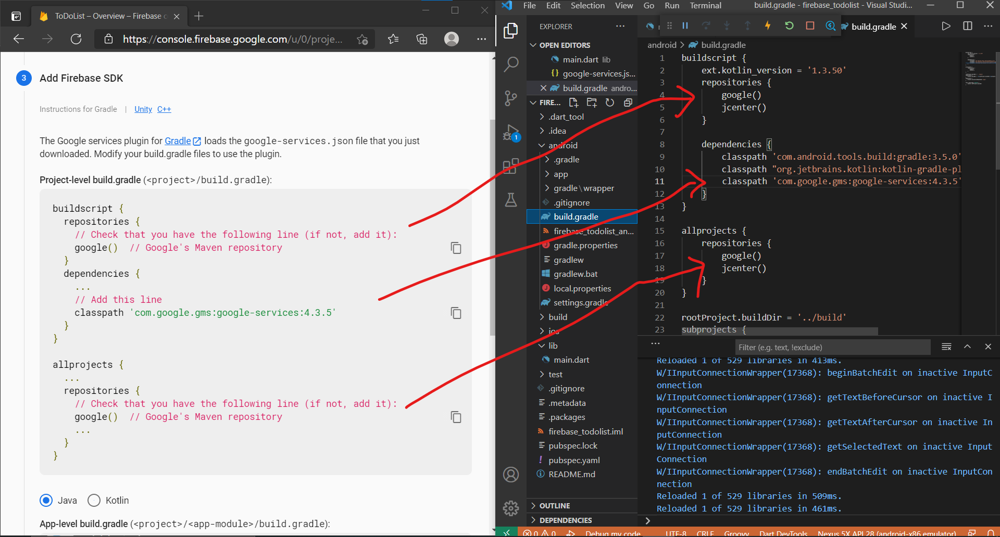 ToDoList – Overview – Firebase c
https://console.firebase.google.com/u/0/proje...
3 Add Firebase SDK
Instructions for Gradle | Unity C++
The Google services plugin for Gradle loads the google-services.json file that you just
downloaded. Modify your build.gradle files to use the plugin.
Project-level build.gradle (<project>/build.gradle):
buildscript {
repositories {
// Check that you have the following line (if not, add it):
google() // Google's Maven repository
}
dependencies {
...
// Add this line
classpath 'com.google.gms:google-services:4.3.5'
}
}
allprojects {
...
repositories {
// Check that you have the following line (if not, add it):
google() // Google's Maven repository
...
}
}
Java Kotlin
App-level build.gradle (<project>/<app-module>/build.gradle):
File Edit Selection View Go Run Terminal build.gradle - firebase_todolist - Visual Studi...
EXPLORER
OPEN EDITORS
main.dart lib
google-services.js...
build.gradle andro...
FIRE...
.dart_tool
.idea
android
.gradle
app
gradle\wrapper
.gitignore
build.gradle
firebase_todolist_an...
gradle.properties
gradlew
gradlew.bat
local.properties
settings.gradle
build
ios
lib
main.dart
test
.gitignore
.metadata
.packages
firebase_todolist.iml
pubspec.lock
pubspec.yaml
README.md
OUTLINE
DEPENDENCIES
1
build.gradle
android > build.gradle
1 buildscript {
2 ext.kotlin_version = '1.3.50'
3 repositories {
4 google()
5 jcenter()
6 }
7
8 dependencies {
9 classpath 'com.android.tools.build:gradle:3.5.0'
10 classpath "org.jetbrains.kotlin:kotlin-gradle-pl
11 classpath 'com.google.gms:google-services:4.3.5'
12 }
13 }
14
15 allprojects {
16 repositories {
17 google()
18 jcenter()
19 }
20 }
21
22 rootProject.buildDir = '../build'
23 subprojects {
Filter (e.g. text, !exclude)
Reloaded 1 of 529 libraries in 413ms.
W/IInputConnectionWrapper(17368): beginBatchEdit on inactive InputC
onnection
W/IInputConnectionWrapper(17368): getTextBeforeCursor on inactive I
nputConnection
W/IInputConnectionWrapper(17368): getTextAfterCursor on inactive In
putConnection
W/IInputConnectionWrapper(17368): getSelectedText on inactive Input
Connection
W/IInputConnectionWrapper(17368): endBatchEdit on inactive InputCon
nection
Reloaded 1 of 529 libraries in 509ms.
Reloaded 1 of 529 libraries in 461ms.
0 0 Debug my code UTF-8 CRLF Groovy Dart DevTools Nexus 5X API 28 (android-x86 emulator)